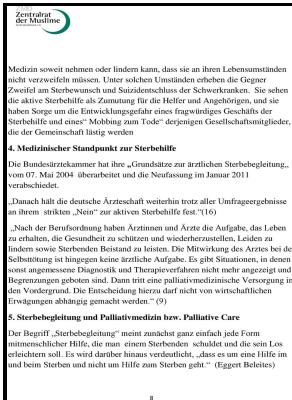 Zentralrat
der Muslime
Medizin soweit nehmen oder lindern kann, dass sie an ihren Lebensumständen
nicht verzweifeln müssen. Unter solchen Umständen erheben die Gegner
Zweifel am Sterbewunsch und Suizidentschluss der Schwerkranken. Sie sehen
die aktive Sterbehilfe als Zumutung für die Helfer und Angehörigen, und sie
haben Sorge um die Entwicklungsgefahr eines fragwürdigen Geschäfts der
Sterbehilfe und eines“ Mobbing zum Tode“ derjenigen Gesellschaftsmitglieder,
die der Gemeinschaft lästig werden
4. Medizinischer Standpunkt zur Sterbehilfe
Die Bundesärztekammer hat ihre „Grundsätze zur ärztlichen Sterbebegleitung„
vom 07. Mai 2004 überarbeitet und die Neufassung im Januar 2011
verabschiedet.
„Danach hält die deutsche Ärzteschaft weiterhin trotz aller Umfrageergebnisse
an ihrem strikten „Nein“ zur aktiven Sterbehilfe fest.“(16)
„Nach der Berufsordnung haben Ärztinnen und Ärzte die Aufgabe, das Leben
zu erhalten, die Gesundheit zu schützen und wiederherzustellen, Leiden zu
lindern sowie Sterbenden Beistand zu leisten. Die Mitwirkung des Arztes bei der
Selbsttötung ist hingegen keine ärztliche Aufgabe. Es gibt Situationen, in denen
sonst angemessene Diagnostik und Therapieverfahren nicht mehr angezeigt und
Begrenzungen geboten sind. Dann tritt eine palliativmedizinische Versorgung in
den Vordergrund. Die Entscheidung hierzu darf nicht von wirtschaftlichen
Erwägungen abhängig gemacht werden.“ (9)
5. Sterbebegleitung und Palliativmedizin bzw. Palliative Care
Der Begriff „Sterbebegleitung“ meint zunächst ganz einfach jede Form
mitmenschlicher Hilfe, die man einem Sterbenden schuldet und die sein Los
erleichtern soll. Es wird darüber hinaus verdeutlicht, „dass es um eine Hilfe im
und beim Sterben und nicht um Hilfe zum Sterben geht.“ (Eggert Beleites)
8